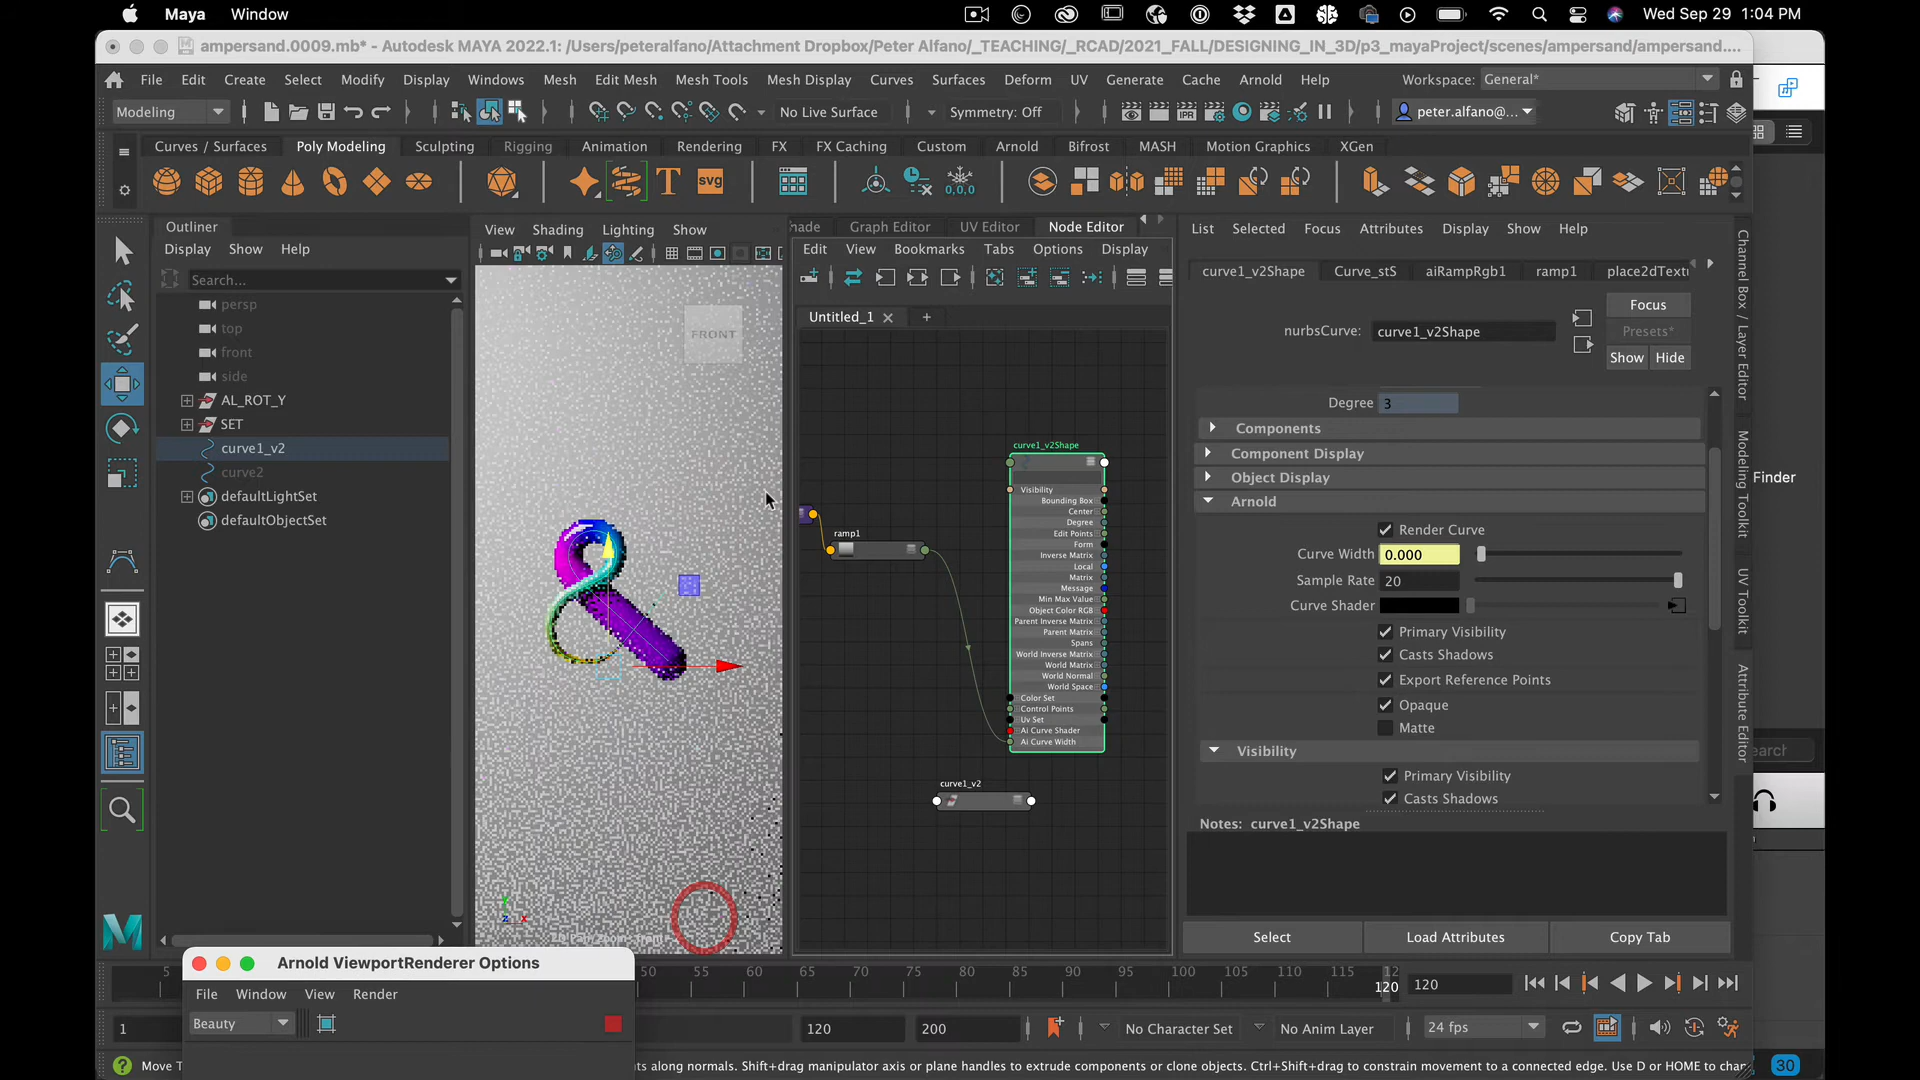 Maya Window Wed Sep 29 1:04 PM
ampersand.0009.mb* - Autodesk MAYA 2022.1: /Users/peteralfano/Attachment Dropbox/Peter Alfano/_TEACHING/_RCAD/2021_FALL/DESIGNING_IN_3D/p3_mayaProject/scenes/ampersand/ampersand....
File Edit Create Select Modify Display Windows Mesh Edit Mesh Mesh Tools Mesh Display Curves Surfaces Deform UV Generate Cache Arnold Help Workspace: General*
Modeling No Live Surface Symmetry: Off IPR peter.alfano@...
Curves / Surfaces Poly Modeling Sculpting Rigging Animation Rendering FX FX Caching Custom Arnold Bifrost MASH Motion Graphics XGen
T svg 0,0,0
Outliner
Display Show Help
Search...
persp
top
front
side
AL_ROT_Y
SET
curve1_v2
curve2
defaultLightSet
defaultObjectSet
View Shading Lighting Show
FRONT
y
z x
2D Pan/Zoom: front
hade Graph Editor UV Editor Node Editor
Edit View Bookmarks Tabs Options Display
Untitled_1 +
ramp1
curve1_v2Shape
Visibility
Bounding Box
Center
Degree
Edit Points
Form
Inverse Matrix
Local
Matrix
Message
Min Max Value
Object Color RGB
Parent Inverse Matrix
Parent Matrix
Spans
World Inverse Matrix
World Matrix
World Normal
World Space
Color Set
Control Points
Uv Set
Ai Curve Shader
Ai Curve Width
curve1_v2
List Selected Focus Attributes Display Show Help
curve1_v2Shape Curve_stS aiRampRgb1 ramp1 place2dTextu
nurbsCurve: curve1_v2Shape
Focus
Presets*
Show Hide
Degree 3
Components
Component Display
Object Display
Arnold
Render Curve
Curve Width 0.000
Sample Rate 20
Curve Shader
Primary Visibility
Casts Shadows
Export Reference Points
Opaque
Matte
Visibility
Primary Visibility
Casts Shadows
Notes: curve1_v2Shape
Select Load Attributes Copy Tab
Channel Box / Layer Editor
Modeling Toolkit
UV Toolkit
Attribute Editor
Finder
earch
5 50 55 60 65 70 75 80 85 90 95 100 105 110 115 12
120 120
1 120 200 No Character Set No Anim Layer 24 fps
Arnold ViewportRenderer Options
File Window View Render
Beauty
Move T
ts along normals. Shift+drag manipulator axis or plane handles to extrude components or clone objects. Ctrl+Shift+drag to constrain movement to a connected edge. Use D or HOME to char
30